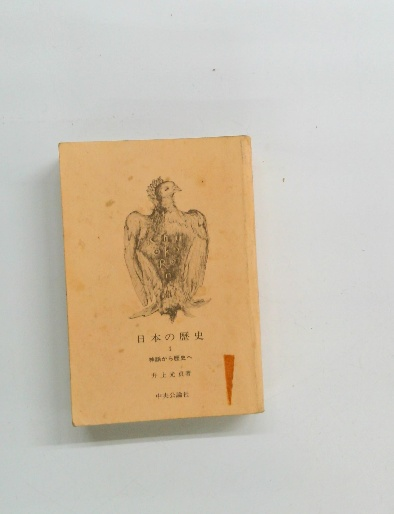 日本の歴史
1
神話から歴史へ
井上光貞著
中央公論社